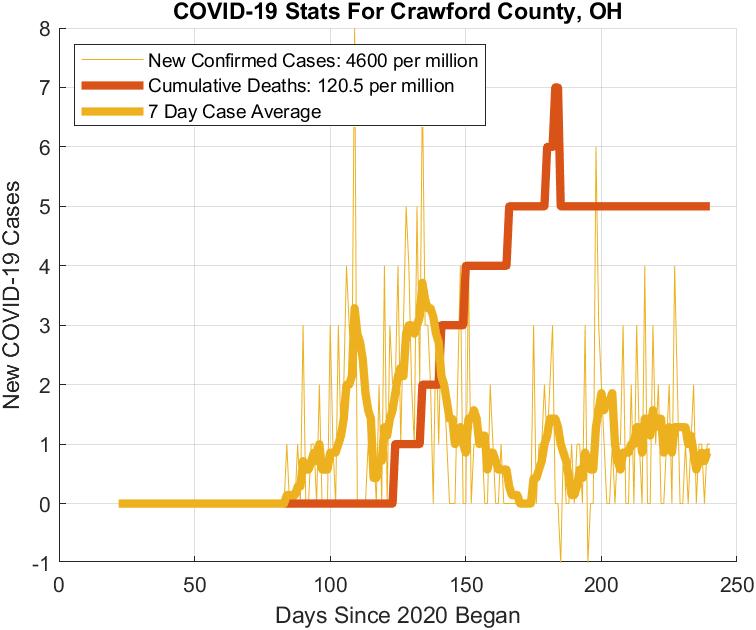 COVID-19 Stats For Crawford County, OH
New Confirmed Cases: 4600 per million
Cumulative Deaths: 120.5 per million
7 Day Case Average
New COVID-19 Cases
8
7
6
5
4
3
2
1
0
-1
0 50 100 150 200 250
Days Since 2020 Began